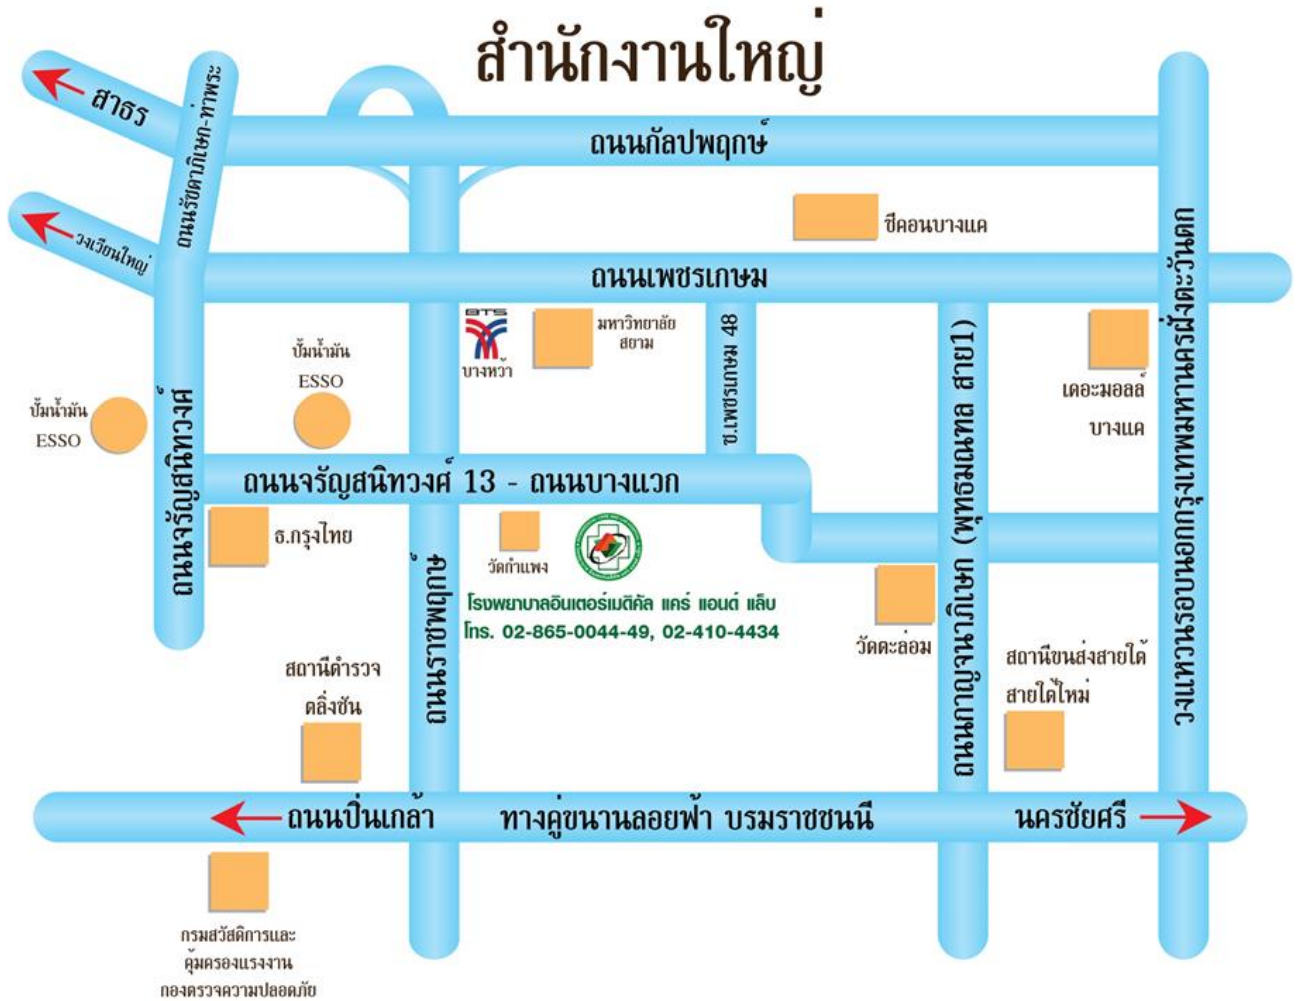 สำนักงานใหญ่
สาธร
ถนนรัชดาภิเษก-ท่าพระ
ถนนกัลปพฤกษ์
ซีคอนบางแค
วงเวียนใหญ่
ถนนเพชรเกษม
วงแหวนรอบนอกกรุงเทพมหานครฝั่งตะวันตก
BTS
บางหว้า
มหาวิทยาลัย
สยาม
ซ.เพชรเกษม 48
ปั๊มน้ำมัน
ESSO
ปั๊มน้ำมัน
ESSO
เดอะมอลล์
บางแค
ถนนจรัญสนิทวงศ์
ถนนจรัญสนิทวงศ์ 13 - ถนนบางแวก
ถนนกาญจนาภิเษก (พุทธมณฑล สาย1)
ธ.กรุงไทย
วัดกำแพง
โรงพยาบาลอินเตอร์เมดิคัล แคร์ แอนด์ แล็บ
โทร. 02-865-0044-49, 02-410-4434
ถนนราชพฤกษ์
วัดตะล่อม
สถานีตำรวจ
ตลิ่งชัน
สถานีขนส่งสายใต้
สายใต้ใหม่
ถนนปิ่นเกล้า
ทางคู่ขนานลอยฟ้า บรมราชชนนี
นครชัยศรี
กรมสวัสดิการและ
คุ้มครองแรงงาน
กองตรวจความปลอดภัย